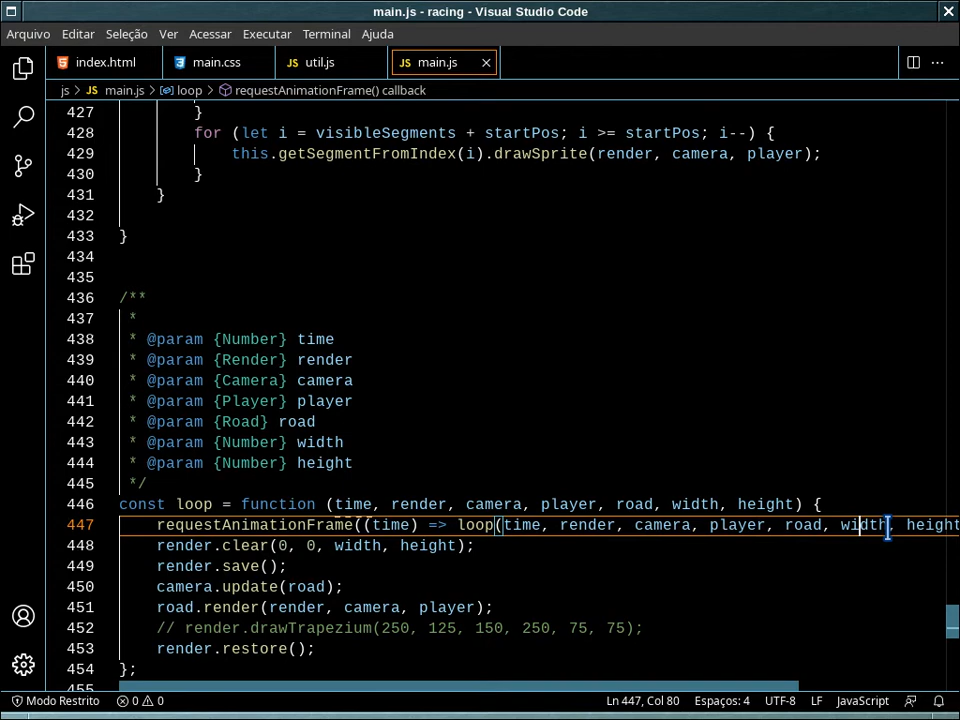 main.js - racing - Visual Studio Code
Arquivo Editar Seleção Ver Acessar Executar Terminal Ajuda
index.html main.css JS util.js JS main.js
js > JS main.js > loop > requestAnimationFrame() callback
427 }
428 for (let i = visibleSegments + startPos; i >= startPos; i--) {
429 this.getSegmentFromIndex(i).drawSprite(render, camera, player);
430 }
431 }
432
433 }
434
435
436 /**
437 *
438 * @param {Number} time
439 * @param {Render} render
440 * @param {Camera} camera
441 * @param {Player} player
442 * @param {Road} road
443 * @param {Number} width
444 * @param {Number} height
445 */
446 const loop = function (time, render, camera, player, road, width, height) {
447 requestAnimationFrame((time) => loop(time, render, camera, player, road, width, height
448 render.clear(0, 0, width, height);
449 render.save();
450 camera.update(road);
451 road.render(render, camera, player);
452 // render.drawTrapezium(250, 125, 150, 250, 75, 75);
453 render.restore();
454 };
455
Modo Restrito 0 0 Ln 447, Col 80 Espaços: 4 UTF-8 LF JavaScript